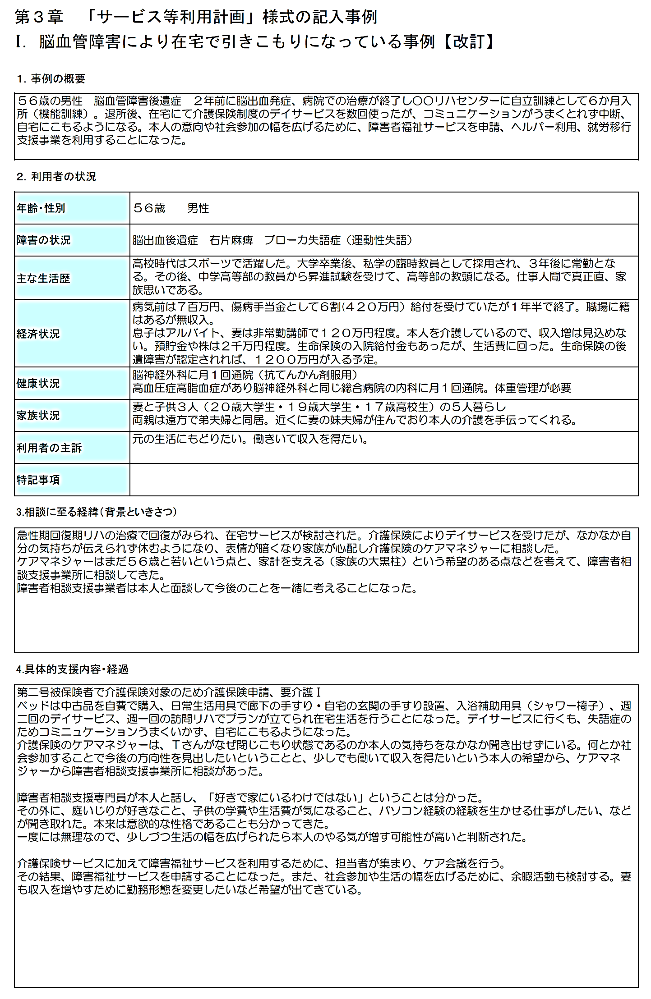 第３章　「サービス等利用計画」様式の記入事例
Ⅰ．脳血管障害により在宅で引きこもりになっている事例【改訂】
1．事例の概要
５６歳の男性　脳血管障害後遺症　２年前に脳出血発症、病院での治療が終了し〇〇リハセンターに自立訓練として６か月入
所（機能訓練）。退所後、在宅にて介護保険制度のデイサービスを数回使ったが、コミュニケーションがうまくとれず中断、
自宅にこもるようになる。本人の意向や社会参加の幅を広げるために、障害者福祉サービスを申請、ヘルパー利用、就労移行
支援事業を利用することになった。
2．利用者の状況
年齢・性別
５６歳　　男性
障害の状況
脳出血後遺症　右片麻痺　ブローカ失語症（運動性失語）
主な生活歴
高校時代はスポーツで活躍した。大学卒業後、私学の臨時教員として採用され、３年後に常勤とな
る。その後、中学高等部の教員から昇進試験を受けて、高等部の教頭になる。仕事人間で真正直、家
族思いである。
経済状況
病気前は７百万円、傷病手当金として６割(４２０万円）給付を受けていたが１年半で終了。職場に籍
はあるが無収入。
息子はアルバイト、妻は非常勤講師で１２０万円程度。本人を介護しているので、収入増は見込めな
い。預貯金や株は２千万円程度。生命保険の入院給付金もあったが、生活費に回った。生命保険の後
遺障害が認定されれば、１２００万円が入る予定。
健康状況
脳神経外科に月１回通院（抗てんかん剤服用）
高血圧症高脂血症があり脳神経外科と同じ総合病院の内科に月１回通院。体重管理が必要
家族状況
妻と子供３人（２０歳大学生・１９歳大学生・１７歳高校生）の５人暮らし
両親は遠方で弟夫婦と同居。近くに妻の妹夫婦が住んでおり本人の介護を手伝ってくれる。
利用者の主訴
元の生活にもどりたい。働きいて収入を得たい。
特記事項
3.相談に至る経緯（背景といきさつ）
急性期回復期リハの治療で回復がみられ、在宅サービスが検討された。介護保険によりデイサービスを受けたが、なかなか自
分の気持ちが伝えられず休むようになり、表情が暗くなり家族が心配し介護保険のケアマネジャーに相談した。
ケアマネジャーはまだ５６歳と若いという点と、家計を支える（家族の大黒柱）という希望のある点などを考えて、障害者相
談支援事業所に相談してきた。
障害者相談支援事業者は本人と面談して今後のことを一緒に考えることになった。
4.具体的支援内容・経過
第二号被保険者で介護保険対象のため介護保険申請、要介護Ⅰ
ベッドは中古品を自費で購入、日常生活用具で廊下の手すり・自宅の玄関の手すり設置、入浴補助用具（シャワー椅子）、週
二回のデイサービス、週一回の訪問リハでプランが立てられ在宅生活を行うことになった。デイサービスに行くも、失語症の
ためコミニュケーションうまくいかず、自宅にこもるようになった。
介護保険のケアマネジャーは、Ｔさんがなぜ閉じこもり状態であるのか本人の気持ちをなかなか聞き出せずにいる。何とか社
会参加することで今後の方向性を見出したいということと、少しでも働いて収入を得たいという本人の希望から、ケアマネ
ジャーから障害者相談支援事業所に相談があった。
障害者相談支援専門員が本人と話し、「好きで家にいるわけではない」ということは分かった。
その外に、庭いじりが好きなこと、子供の学費や生活費が気になること、パソコン経験の経験を生かせる仕事がしたい、など
が聞き取れた。本来は意欲的な性格であることも分かってきた。
一度には無理なので、少しづつ生活の幅を広げられたら本人のやる気が増す可能性が高いと判断された。
介護保険サービスに加えて障害福祉サービスを利用するために、担当者が集まり、ケア会議を行う。
その結果、障害福祉サービスを申請することになった。また、社会参加や生活の幅を広げるために、余暇活動も検討する。妻
も収入を増やすために勤務形態を変更したいなど希望が出てきている。